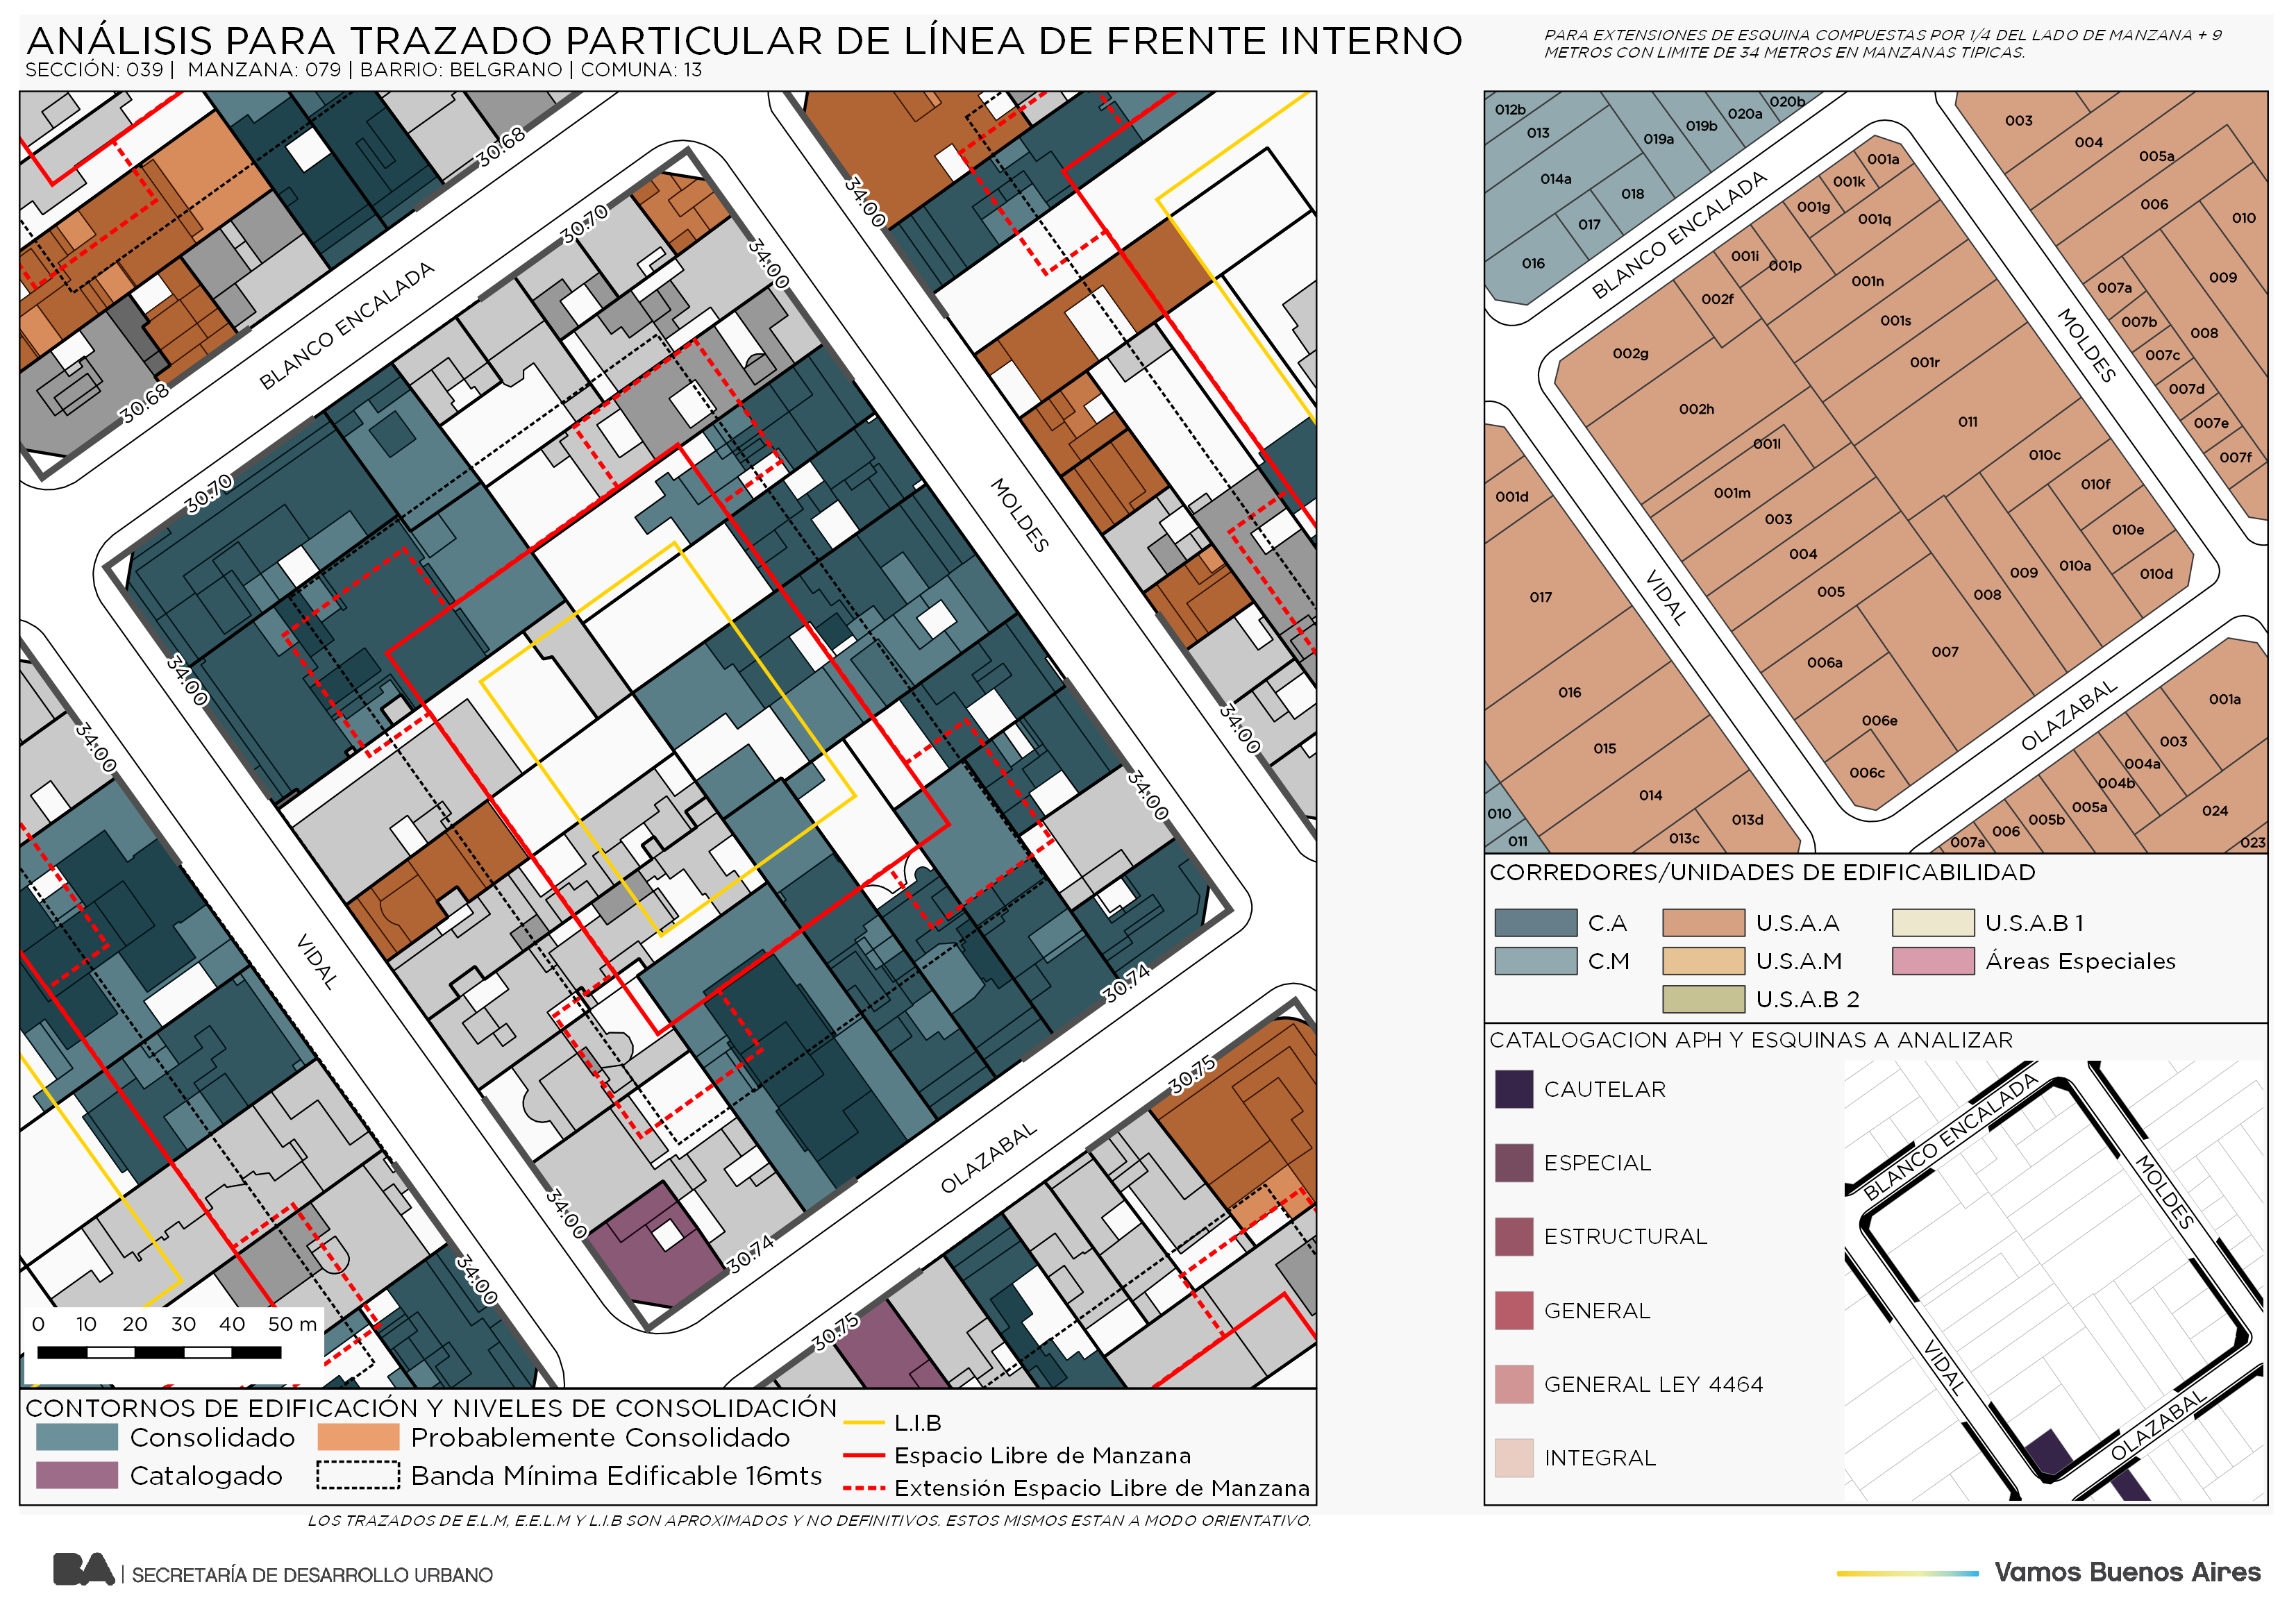 ANÁLISIS PARA TRAZADO PARTICULAR DE LÍNEA DE FRENTE INTERNO
SECCIÓN: 039 | MANZANA: 079 | BARRIO: BELGRANO | COMUNA: 13
PARA EXTENSIONES DE ESQUINA COMPUESTAS POR 1/4 DEL LADO DE MANZANA + 9
METROS CON LIMITE DE 34 METROS EN MANZANAS TIPICAS.
30.68
30.68
BLANCO ENCALADA
30.70
30.70
34.00
34.00
34.00
34.00
MOLDES
34.00
34.00
VIDAL
30.74
30.74
OLAZABAL
30.75
30.75
34.00
34.00
0 10 20 30 40 50 m
CONTORNOS DE EDIFICACIÓN Y NIVELES DE CONSOLIDACIÓN
Consolidado
Probablemente Consolidado
Catalogado
Banda Mínima Edificable 16mts
L.I.B
Espacio Libre de Manzana
Extensión Espacio Libre de Manzana
LOS TRAZADOS DE E.L.M, E.E.L.M Y L.I.B SON APROXIMADOS Y NO DEFINITIVOS. ESTOS MISMOS ESTAN A MODO ORIENTATIVO.
012b
013
014a
016
017
018
019a
019b
020a
020b
BLANCO ENCALADA
001a
001k
001g
001q
001i
001p
002f
001n
002g
001s
002h
001r
001l
011
001m
010c
003
010f
004
010e
005
009
010a
010d
008
006a
007
006e
006c
MOLDES
003
004
005a
006
010
009
007a
007b
008
007c
007d
007e
007f
VIDAL
001d
017
016
015
014
013d
013c
010
011
OLAZABAL
001a
003
004a
004b
005a
005b
006
007a
024
023
CORREDORES/UNIDADES DE EDIFICABILIDAD
C.A
U.S.A.A
U.S.A.B 1
C.M
U.S.A.M
Áreas Especiales
U.S.A.B 2
CATALOGACION APH Y ESQUINAS A ANALIZAR
CAUTELAR
ESPECIAL
ESTRUCTURAL
GENERAL
GENERAL LEY 4464
INTEGRAL
BLANCO ENCALADA
MOLDES
VIDAL
OLAZABAL
BA | SECRETARÍA DE DESARROLLO URBANO
Vamos Buenos Aires